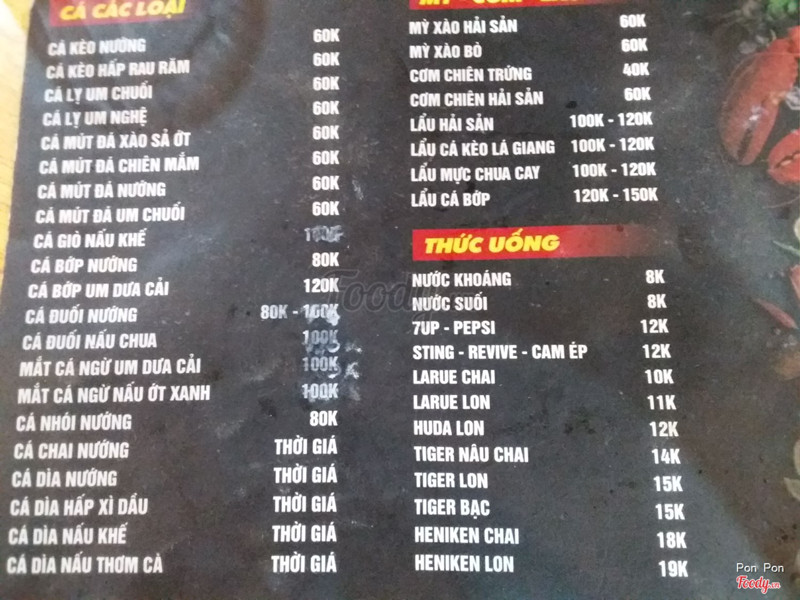 CÁ CÁC LOẠI
CÁ KÈO NƯỚNG 60K
CÁ KÈO HẤP RAU RĂM 60K
CÁ LY UM CHUỐI 60K
CÁ LY UM NGHỆ 60K
CÁ MÚT ĐÁ XÀO SẢ ỚT 60K
CÁ MÚT ĐÁ CHIÊN MẮM 60K
CÁ MÚT ĐÁ NƯỚNG 60K
CÁ MÚT ĐÁ UM CHUỐI 60K
CÁ GIÒ NẤU KHẾ
CÁ BỚP NƯỚNG 80K
CÁ BỚP UM DƯA CẢI 120K
CÁ ĐUỐI NƯỚNG 80K - 100K
CÁ ĐUỐI NẤU CHUA 100K
MẮT CÁ NGỪ UM DƯA CẢI 100K
MẮT CÁ NGỪ NẤU ỚT XANH 100K
CÁ NHÓI NƯỚNG 80K
CÁ CHAI NƯỚNG THỜI GIÁ
CÁ DÌA NƯỚNG THỜI GIÁ
CÁ DÌA HẤP XÌ DẦU THỜI GIÁ
CÁ DÌA NẤU KHẾ THỜI GIÁ
CÁ DÌA NẤU THƠM CÀ THỜI GIÁ
MÌ XÀO HẢI SẢN 60K
MỲ XÀO BÒ 60K
CƠM CHIÊN TRỨNG 40K
CƠM CHIÊN HẢI SẢN 60K
LẨU HẢI SẢN 100K - 120K
LẨU CÁ KÈO LÁ GIANG 100K - 120K
LẨU MỰC CHUA CAY 100K - 120K
LẨU CÁ BỚP 120K - 150K
THỨC UỐNG
NƯỚC KHOÁNG 8K
NƯỚC SUỐI 8K
7UP - PEPSI 12K
STING - REVIVE - CAM ÉP 12K
LARUE CHAI 10K
LARUE LON 11K
HUDA LON 12K
TIGER NÂU CHAI 14K
TIGER LON 15K
TIGER BẠC 15K
HENIKEN CHAI 18K
HENIKEN LON 19K
Foody
Pon Pon
Foody.vn